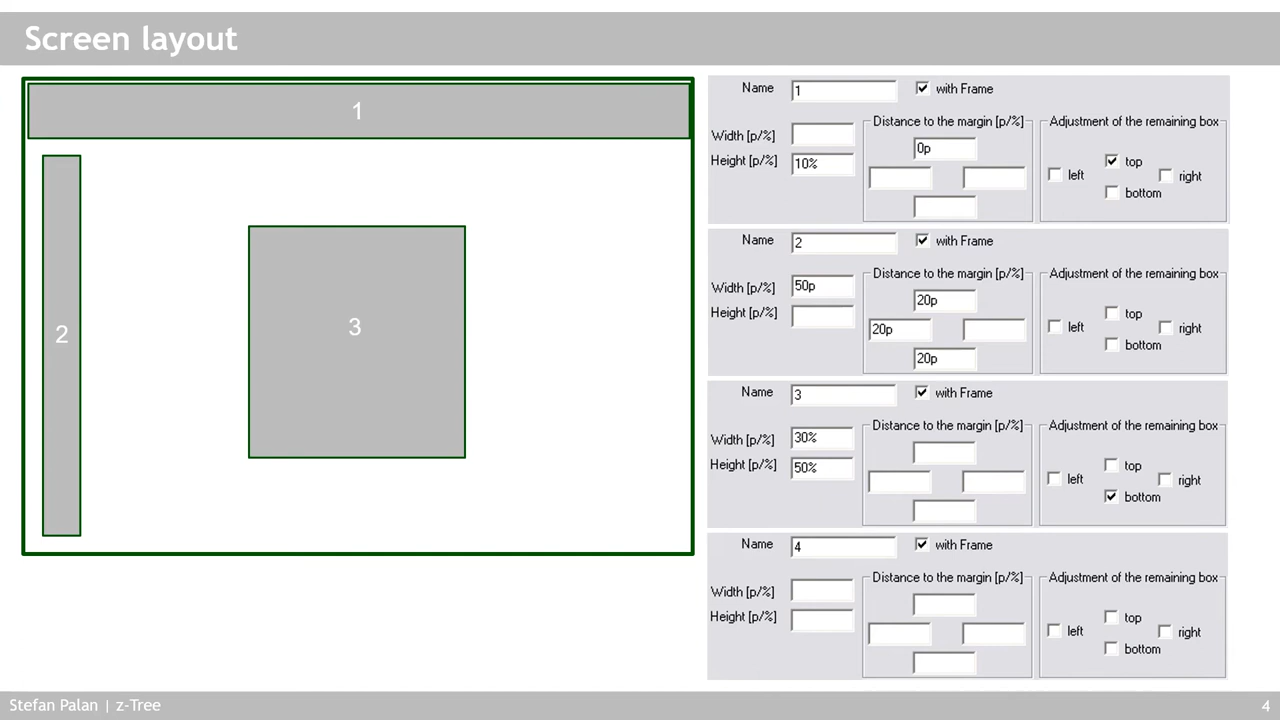 Screen layout
1
2
3
Name 1 with Frame
Width [p/%]
Height [p/%] 10%
Distance to the margin [p/%]
0p
Adjustment of the remaining box
top
left right
bottom
Name 2 with Frame
Width [p/%] 50p
Height [p/%]
Distance to the margin [p/%]
20p
20p
20p
Adjustment of the remaining box
top
left right
bottom
Name 3 with Frame
Width [p/%] 30%
Height [p/%] 50%
Distance to the margin [p/%]
Adjustment of the remaining box
top
left right
bottom
Name 4 with Frame
Width [p/%]
Height [p/%]
Distance to the margin [p/%]
Adjustment of the remaining box
top
left right
bottom
Stefan Palan | z-Tree 4